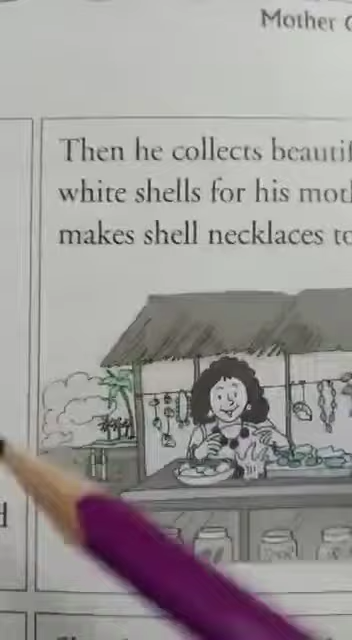 Mother
Then he collects
white shells for his
makes shell necklaces